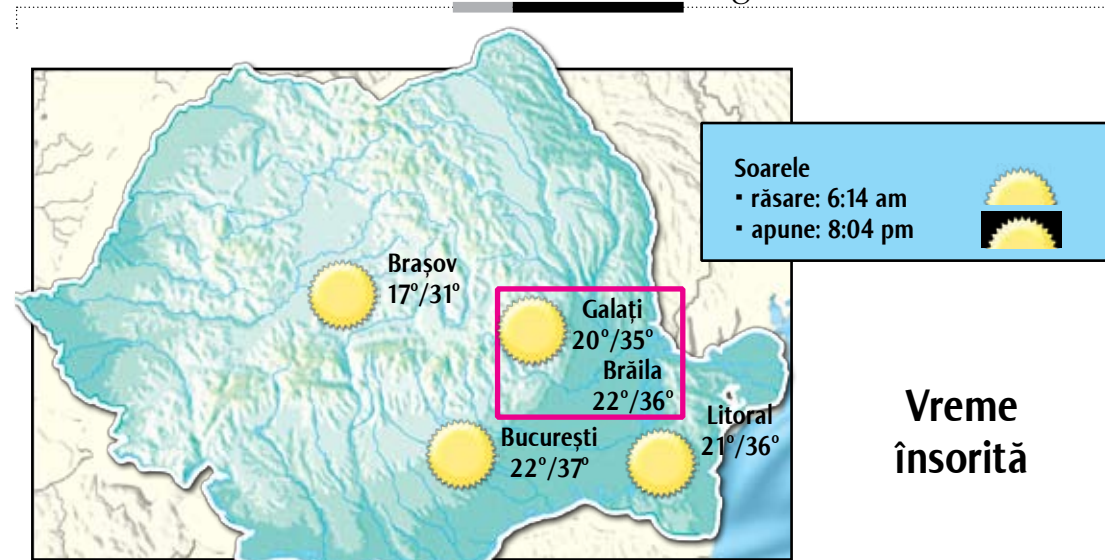 Soarele
▪ răsare: 6:14 am
▪ apune: 8:04 pm
Brașov
17°/31°
Galați
20°/35°
Brăila
22°/36°
Litoral
21°/36°
București
22°/37°
Vreme
însorită